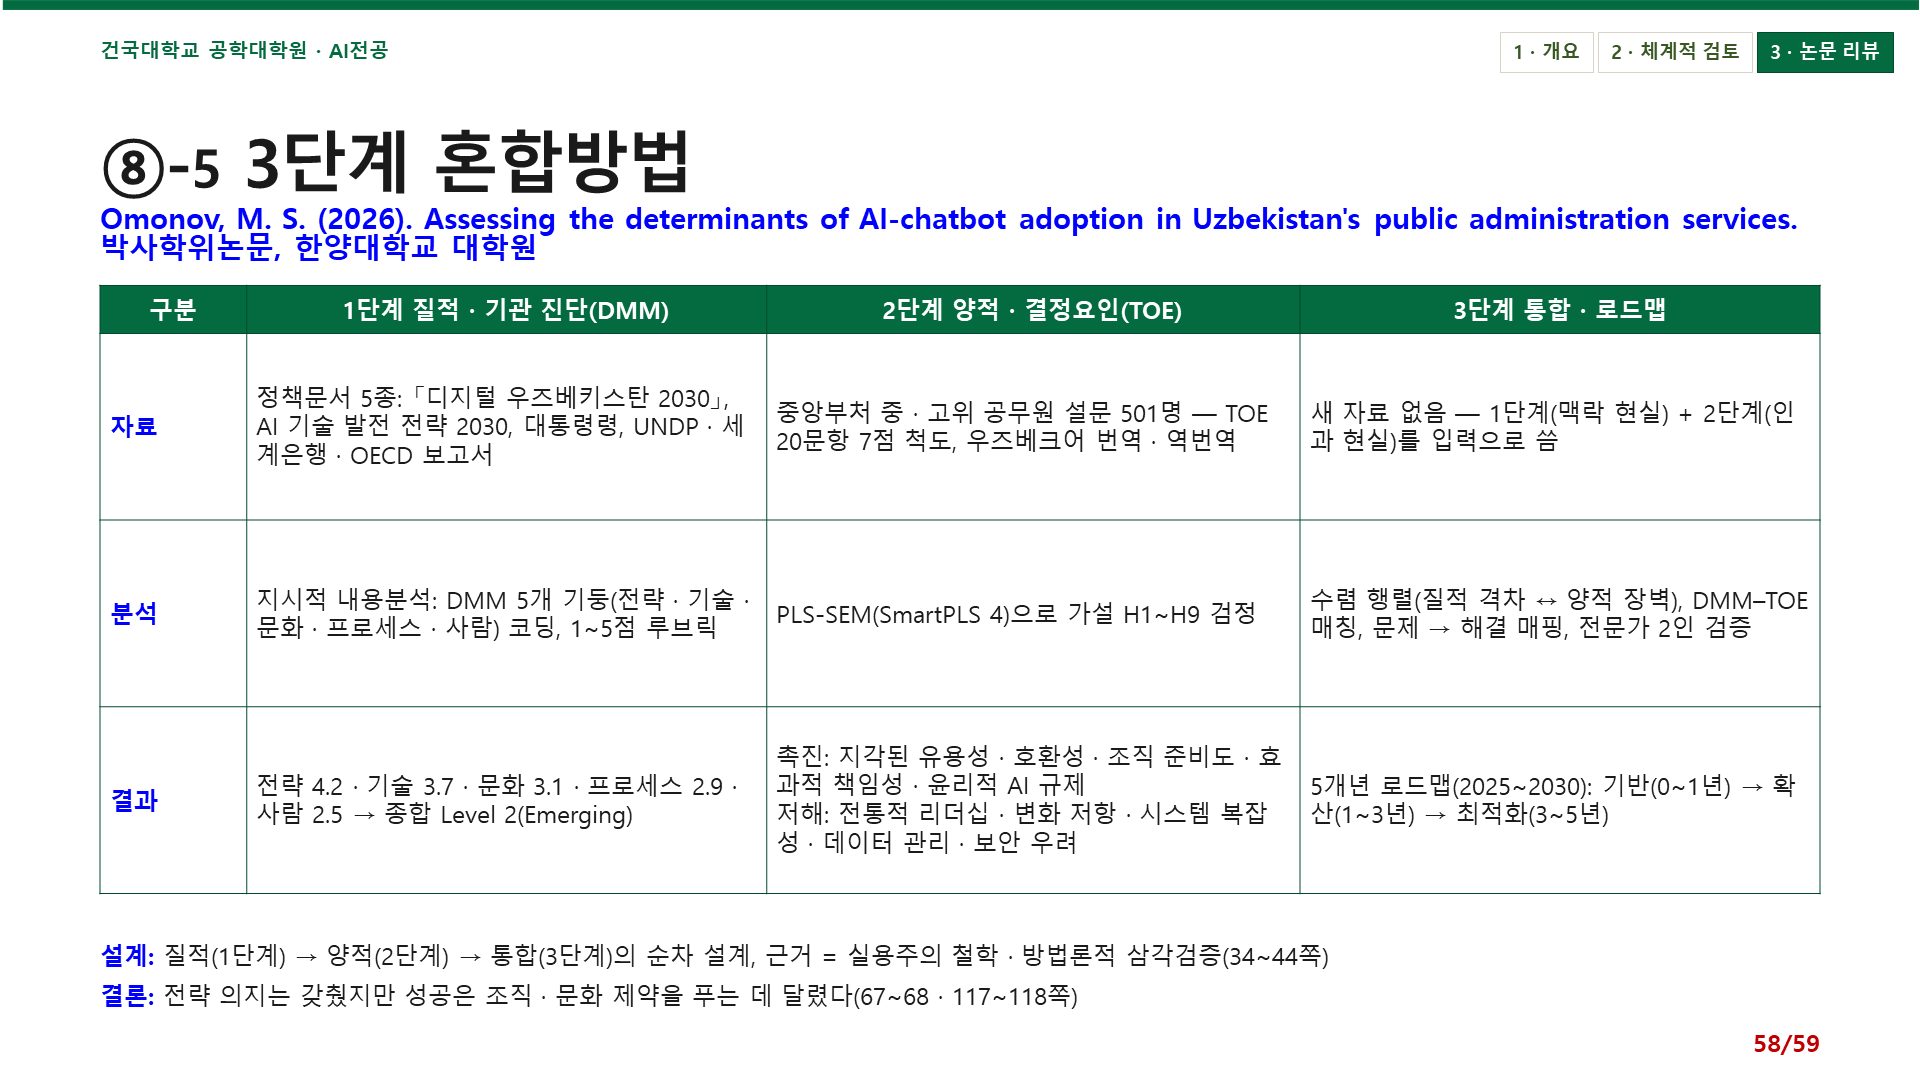 건국대학교 공학대학원 · AI전공
1 · 개요
2 · 체계적 검토
3 · 논문 리뷰
⑧-5 3단계 혼합방법
Omonov, M. S. (2026). Assessing the determinants of AI-chatbot adoption in Uzbekistan's public administration services.
박사학위논문, 한양대학교 대학원
구분
1단계 질적 · 기관 진단(DMM)
2단계 양적 · 결정요인(TOE)
3단계 통합 · 로드맵
자료
정책문서 5종: ｢디지털 우즈베키스탄 2030｣,
AI 기술 발전 전략 2030, 대통령령, UNDP · 세
계은행 · OECD 보고서
중앙부처 중 · 고위 공무원 설문 501명 — TOE
20문항 7점 척도, 우즈베크어 번역 · 역번역
새 자료 없음 — 1단계(맥락 현실) + 2단계(인
과 현실)를 입력으로 씀
분석
지시적 내용분석: DMM 5개 기둥(전략 · 기술 ·
문화 · 프로세스 · 사람) 코딩, 1~5점 루브릭
PLS-SEM(SmartPLS 4)으로 가설 H1~H9 검정
수렴 행렬(질적 격차 ↔ 양적 장벽), DMM–TOE
매칭, 문제 → 해결 매핑, 전문가 2인 검증
결과
전략 4.2 · 기술 3.7 · 문화 3.1 · 프로세스 2.9 ·
사람 2.5 → 종합 Level 2(Emerging)
촉진: 지각된 유용성 · 호환성 · 조직 준비도 · 효
과적 책임성 · 윤리적 AI 규제
저해: 전통적 리더십 · 변화 저항 · 시스템 복잡
성 · 데이터 관리 · 보안 우려
5개년 로드맵(2025~2030): 기반(0~1년) → 확
산(1~3년) → 최적화(3~5년)
설계: 질적(1단계) → 양적(2단계) → 통합(3단계)의 순차 설계, 근거 = 실용주의 철학 · 방법론적 삼각검증(34~44쪽)
결론: 전략 의지는 갖췄지만 성공은 조직 · 문화 제약을 푸는 데 달렸다(67~68 · 117~118쪽)
58/59